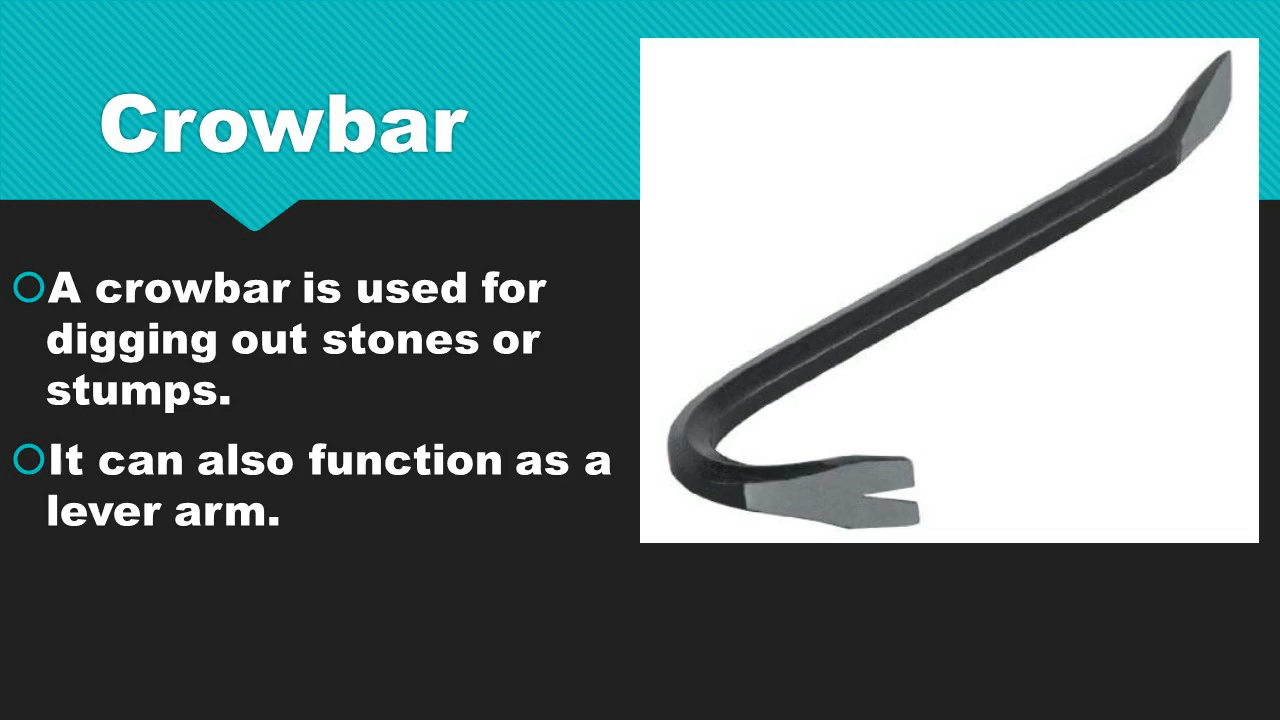 Crowbar
A crowbar is used for
digging out stones or
stumps.
It can also function as a
lever arm.